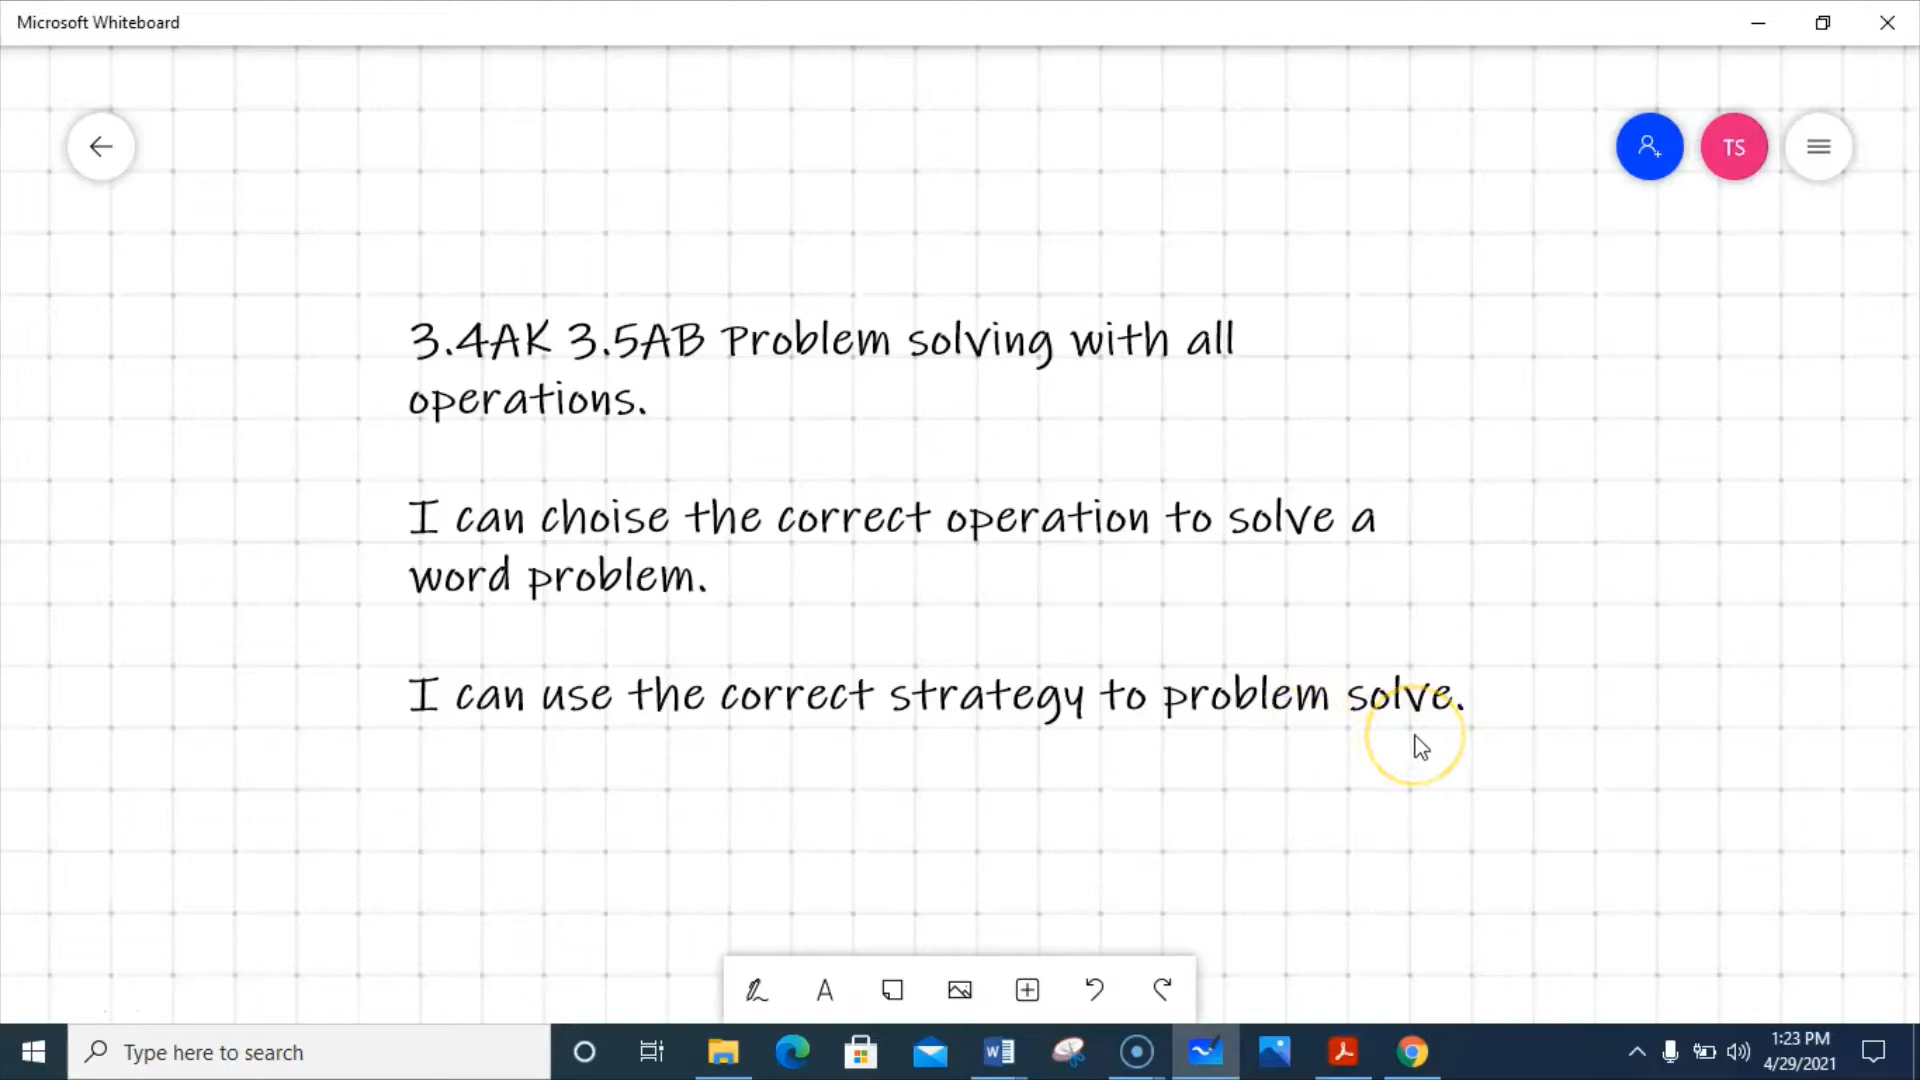 Microsoft Whiteboard
TS
3.4AK 3.5AB Problem solving with all
operations.
I can choise the correct operation to solve a
word problem.
I can use the correct strategy to problem solve.
A
Type here to search
1:23 PM
4/29/2021